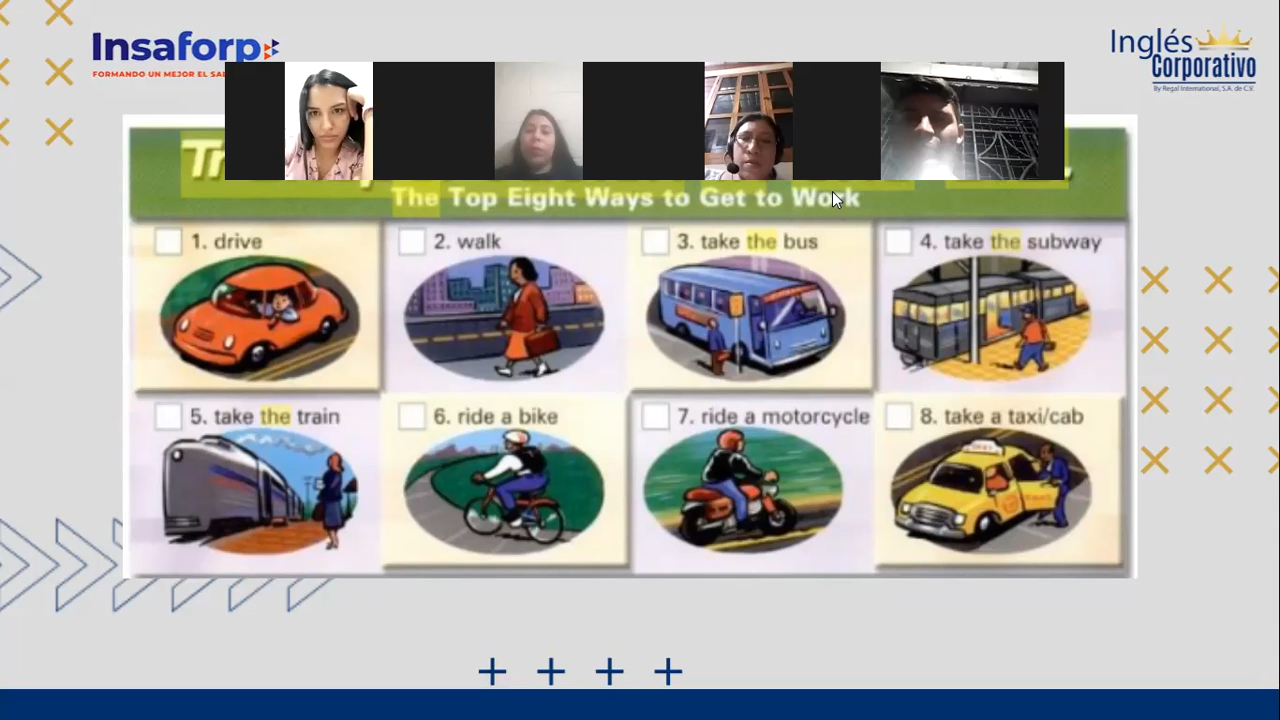 Insaforp
FORMANDO UN MEJOR EL
Inglés
Corporativo
By Regal International, S.A. de C.V.
The Top Eight Ways to Get to Work
1. drive
2. walk
3. take the bus
4. take the subway
5. take the train
6. ride a bike
7. ride a motorcycle
8. take a taxi/cab